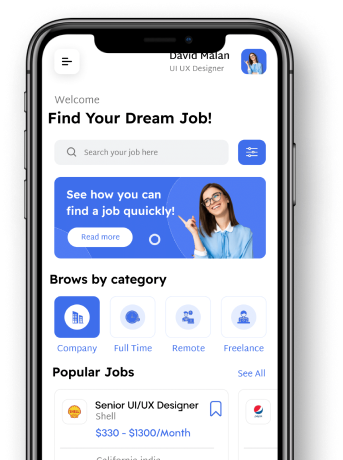 David Malan
UI UX Designer
Welcome
Find Your Dream Job!
Search your job here
See how you can
find a job quuickly!
Read more
Brows by category
Company
Full Time
Remote
Freelance
Popular Jobs
See All
Senior UI/UX Designer
Shell
$330 - $1300/Month
California,india